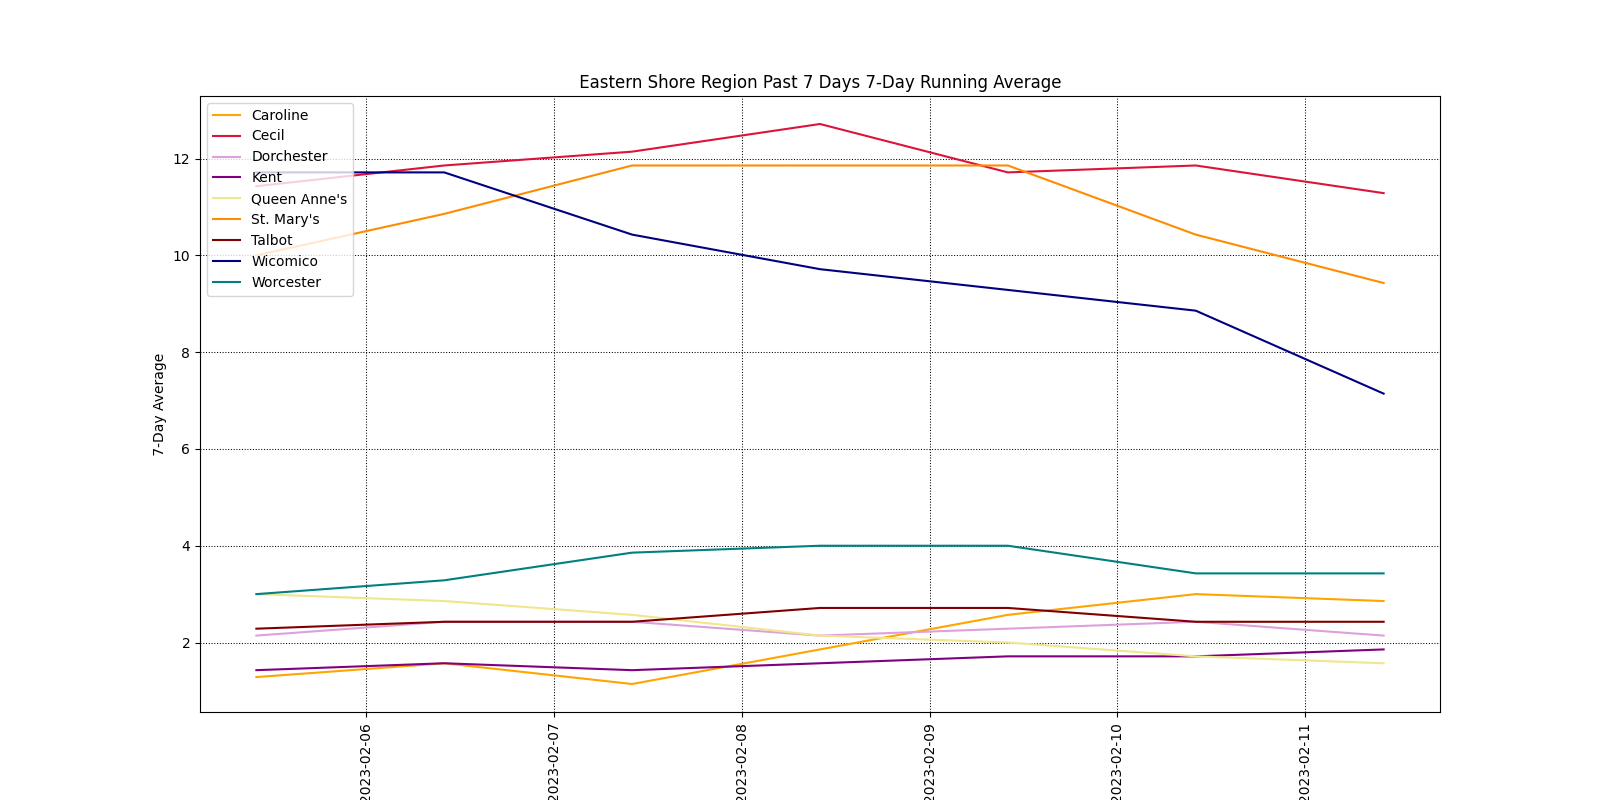 Eastern Shore Region Past 7 Days 7-Day Running Average
Caroline
Cecil
Dorchester
Kent
Queen Anne's
St. Mary's
Talbot
Wicomico
Worcester
7-Day Average
12
10
8
6
4
2
2023-02-06
2023-02-07
2023-02-08
2023-02-09
2023-02-10
2023-02-11